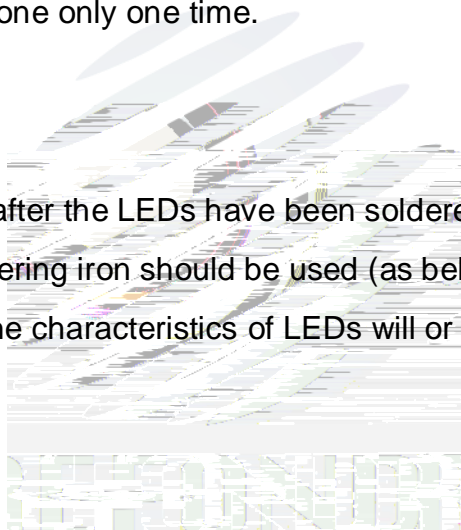 one only one time.
after the LEDs have been soldere
ering iron should be used (as bel
ne characteristics of LEDs will or